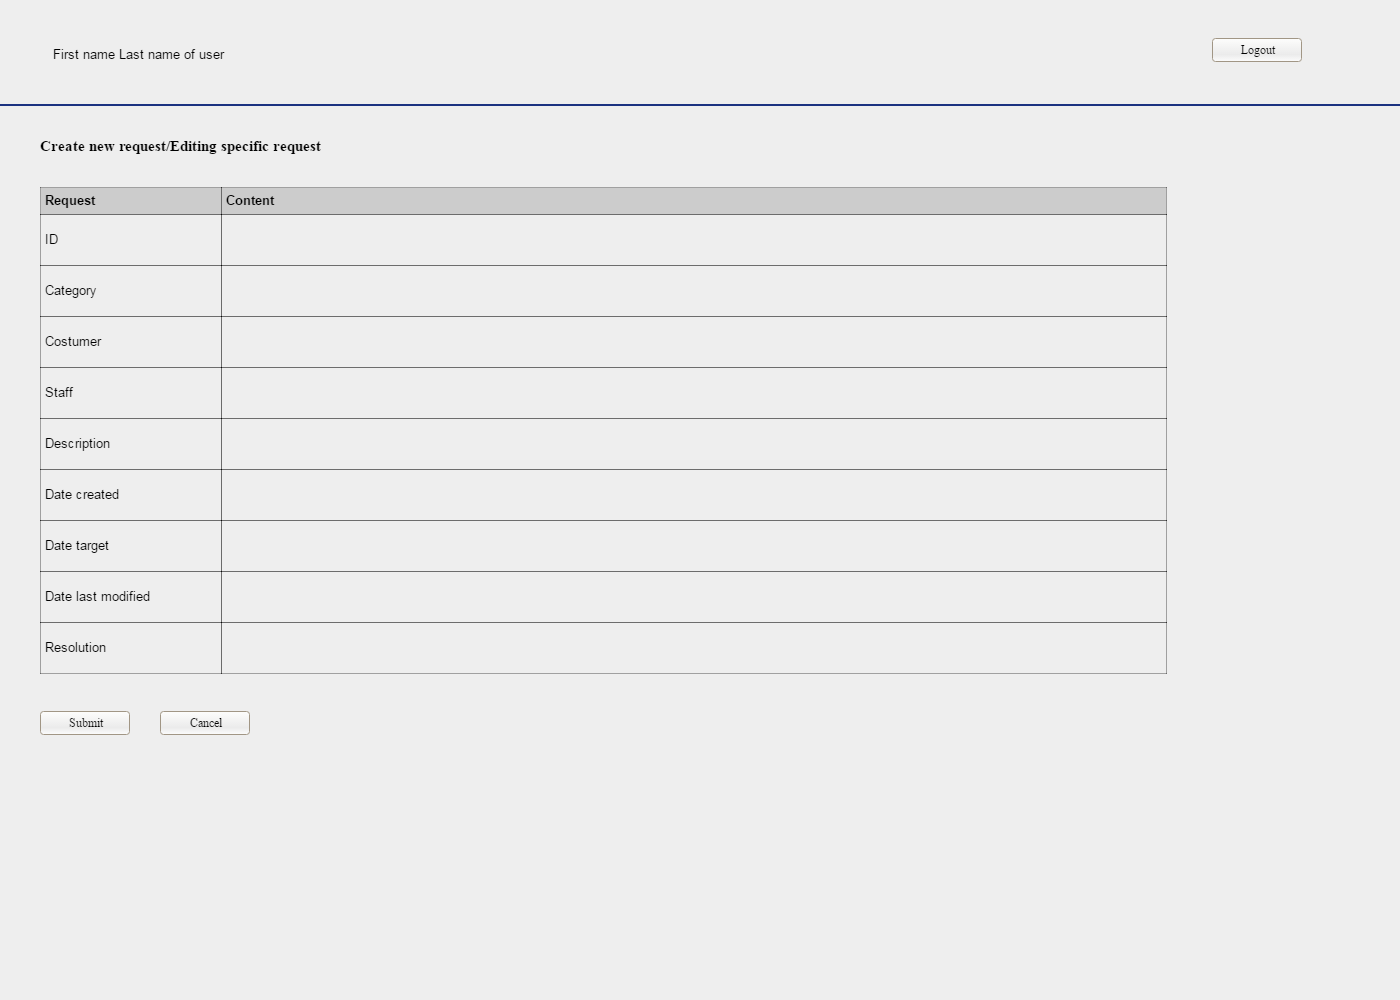 First name Last name of user
Logout
Create new request/Editing specific request
Request Content
ID
Category
Costumer
Staff
Description
Date created
Date target
Date last modified
Resolution
Submit Cancel